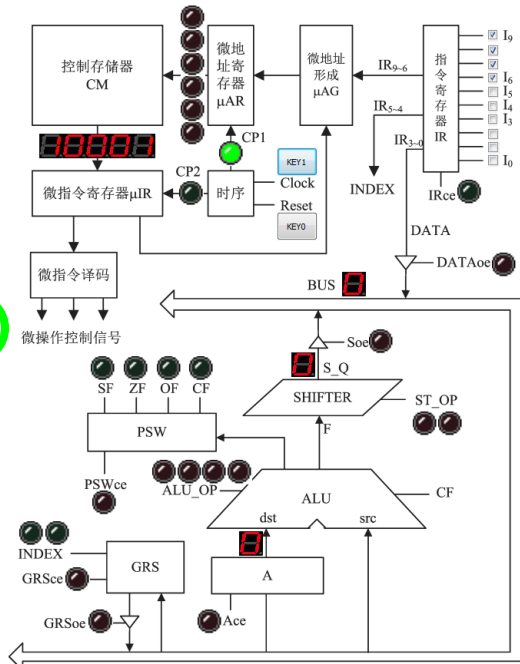 控制存储器
CM
微地
址寄
存器
μAR
微地址
形成
μAG
IR9~6
IR5~4
IR3~0
指
令
寄
存
器
IR
I9
I6
I5
I4
I3
I0
10001
CP1
CP2
KEY1
Clock
Reset
KEY0
微指令寄存器μIR
时序
INDEX
IRce
DATA
DATAoe
微指令译码
BUS
0
微操作控制信号
Soe
0
S_Q
SF ZF OF CF
SHIFTER
ST_OP
PSW
F
PSWce
ALU_OP
ALU
CF
dst
src
0
INDEX
GRS
A
GRSce
GRSoe
Ace